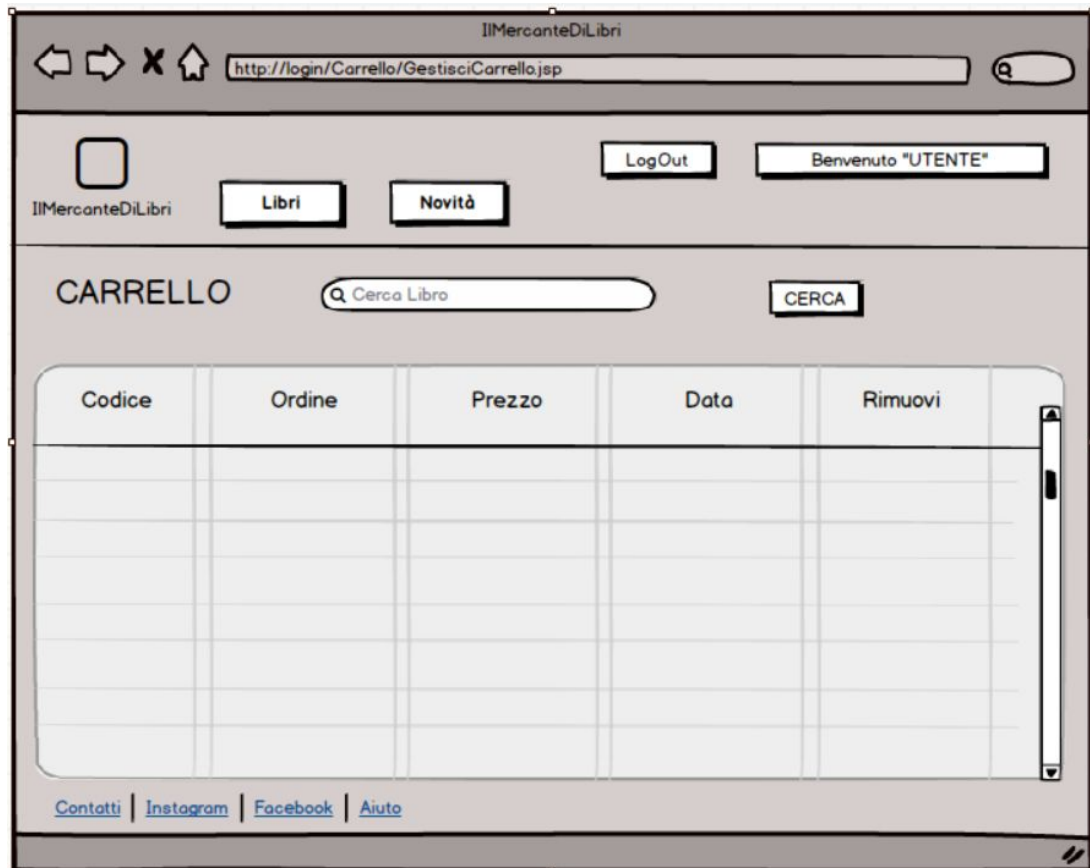 IlMercanteDiLibri
http://login/Carrello/GestisciCarrello.jsp
LogOut
Benvenuto "UTENTE"
IlMercanteDiLibri
Libri
Novità
CARRELLO
Cerca Libro
CERCA
Codice Ordine Prezzo Data Rimuovi
Contatti | Instagram | Facebook | Aiuto